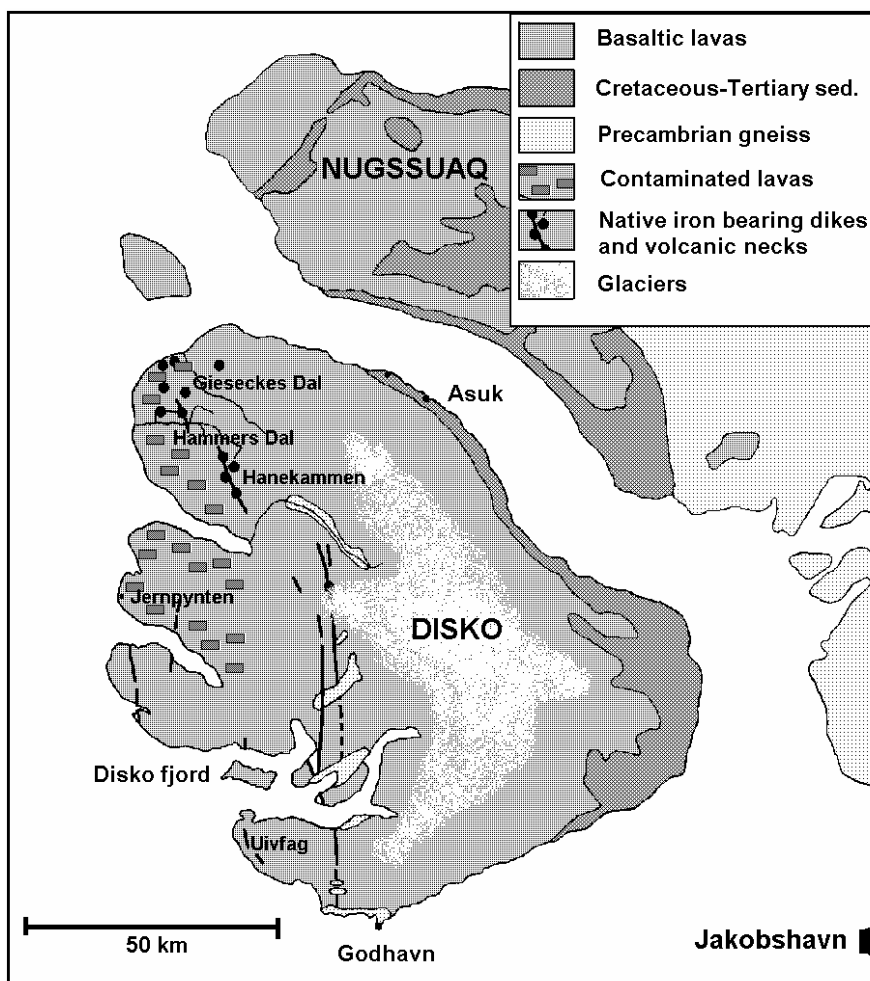 Basaltic lavas
Cretaceous-Tertiary sed.
Precambrian gneiss
Contaminated lavas
Native iron bearing dikes
and volcanic necks
Glaciers
NUGSSUAQ
Gieseckes Dal
Asuk
Hammers Dal
Hanekammen
Jernpynten
DISKO
Disko fjord
Uivfag
50 km
Godhavn
Jakobshavn